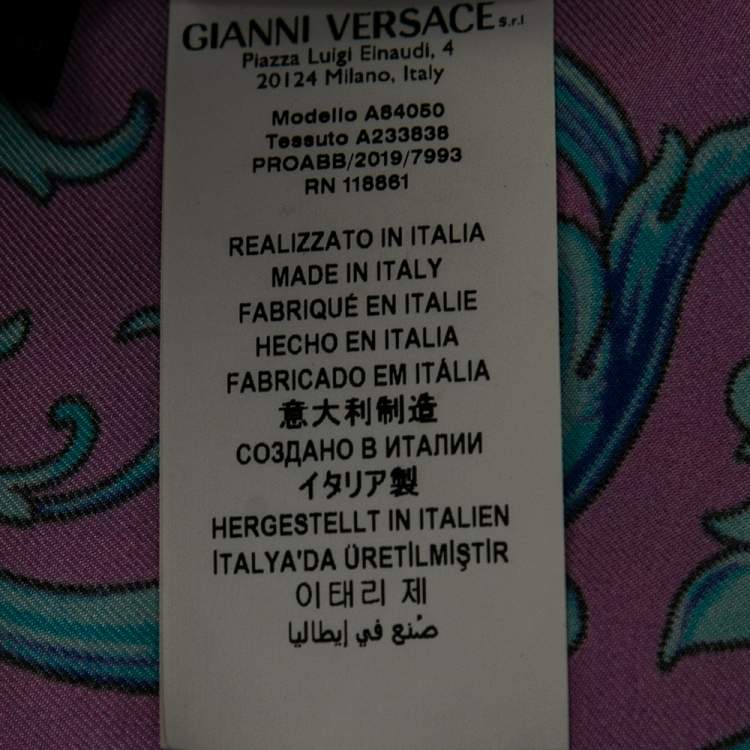 GIANNI VERSACE s.r.l
Piazza Luigi Einaudi, 4
20124 Milano, Italy
Modello A84050
Tessuto A233838
PROABB/2019/7993
RN 118661
REALIZZATO IN ITALIA
MADE IN ITALY
FABRIQUÉ EN ITALIE
HECHO EN ITALIA
FABRICADO EM ITÁLIA
意大利制造
СОЗДАНО В ИТАЛИИ
イタリア製
HERGESTELLT IN ITALIEN
İTALYA'DA ÜRETİLMİŞTİR
이태리 제
صُنع في إيطاليا